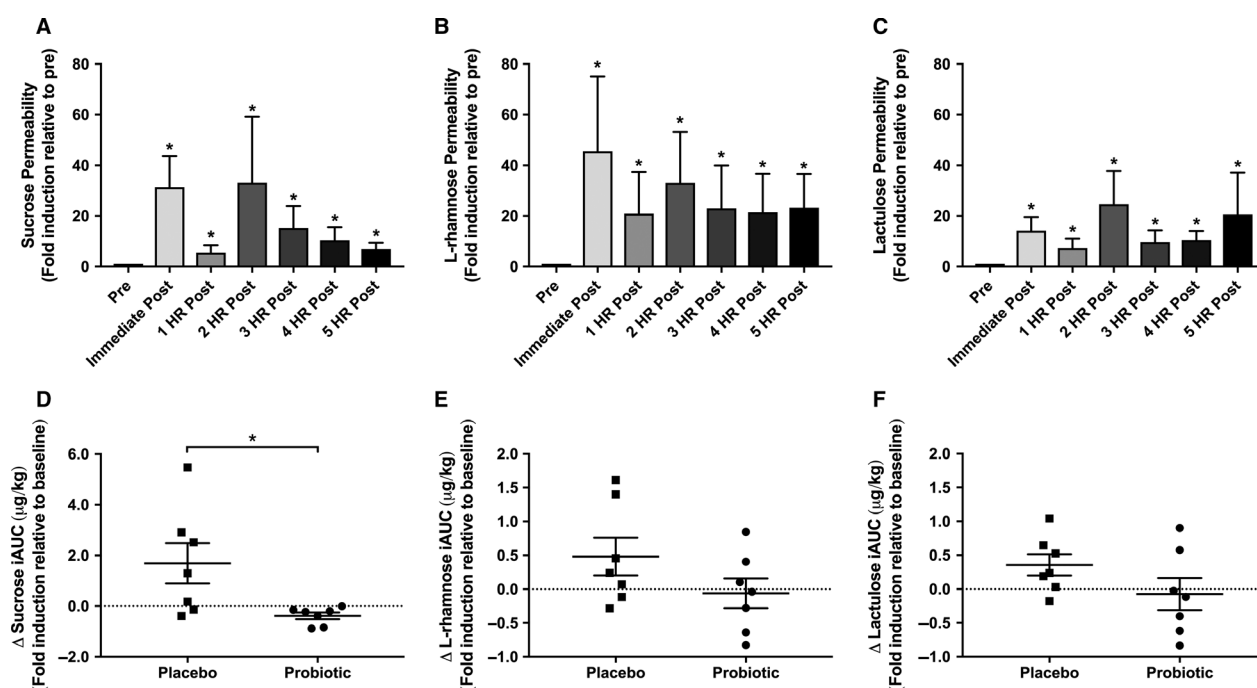 A
Sucrose Permeability
(Fold induction relative to pre)
80
60
40
20
0
*
*
*
*
*
*
Pre
Immediate Post
1 HR Post
2 HR Post
3 HR Post
4 HR Post
5 HR Post
B
L-rhamnose Permeability
(Fold induction relative to pre)
80
60
40
20
0
*
*
*
*
*
*
Pre
Immediate Post
1 HR Post
2 HR Post
3 HR Post
4 HR Post
5 HR Post
C
Lactulose Permeability
(Fold induction relative to pre)
80
60
40
20
0
*
*
*
*
*
*
Pre
Immediate Post
1 HR Post
2 HR Post
3 HR Post
4 HR Post
5 HR Post
D
Δ Sucrose iAUC (μg/kg)
(Fold induction relative to baseline)
6.0
4.0
2.0
0.0
−2.0
*
Placebo
Probiotic
E
Δ L-rhamnose iAUC (μg/kg)
(Fold induction relative to baseline)
2.0
1.5
1.0
0.5
0.0
−0.5
−1.0
Placebo
Probiotic
F
Δ Lactulose iAUC (μg/kg)
(Fold induction relative to baseline)
2.0
1.5
1.0
0.5
0.0
−0.5
−1.0
Placebo
Probiotic